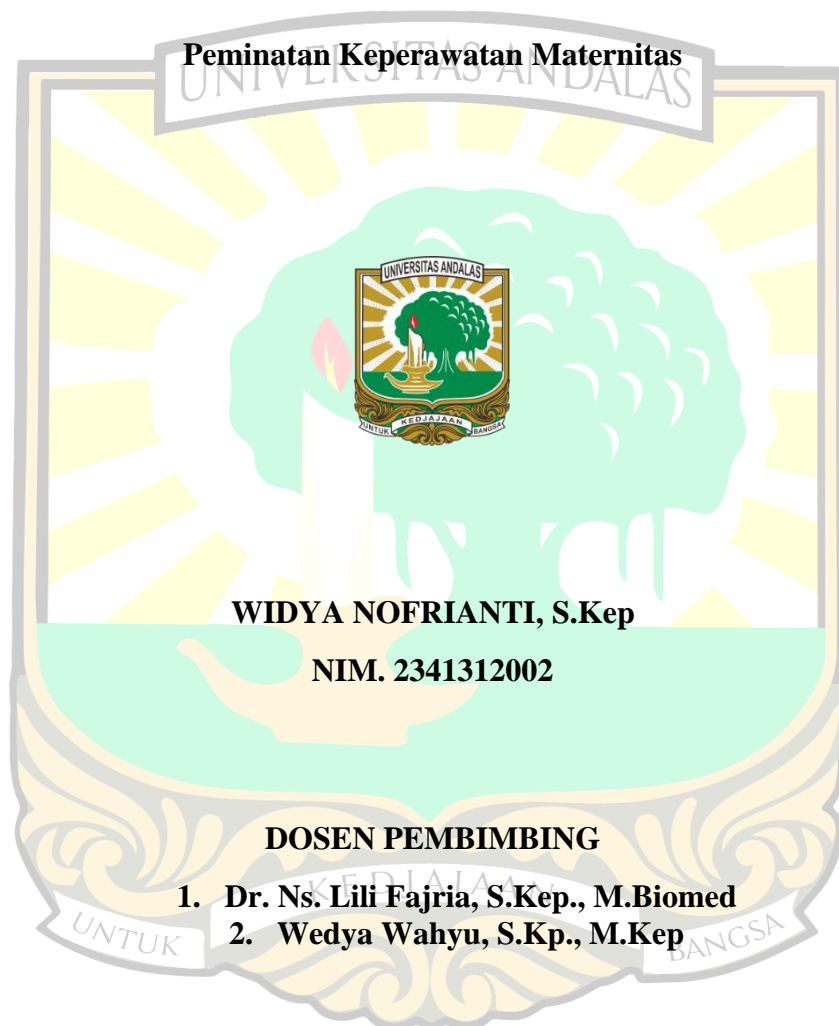 Peminatan Keperawatan Maternitas
UNIVERSITAS ANDALAS
UNIVERSITAS ANDALAS
UNTUK KEDJAJAAN BANGSA
WIDYA NOFRIANTI, S.Kep
NIM. 2341312002
DOSEN PEMBIMBING
1. Dr. Ns. Lili Fajria, S.Kep., M.Biomed
KEDJAJAAN
2. Wedya Wahyu, S.Kp., M.Kep
UNTUK BANGSA